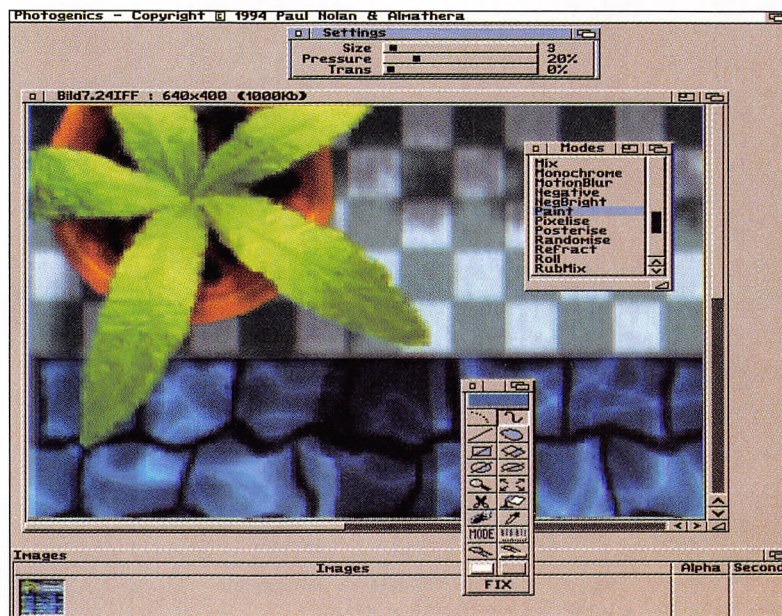 Photogenics - Copyright © 1994 Paul Nolan & Almathera
Settings
Size 3
Pressure 20%
Trans 0%
Bild7.24IFF : 640x400 (1000Kb)
Modes
Mix
Monochrome
MotionBlur
Negative
NegBright
Paint
Pixelise
Posterise
Randomise
Refract
Roll
RubMix
MODE
FIX
Images
Images Alpha Second